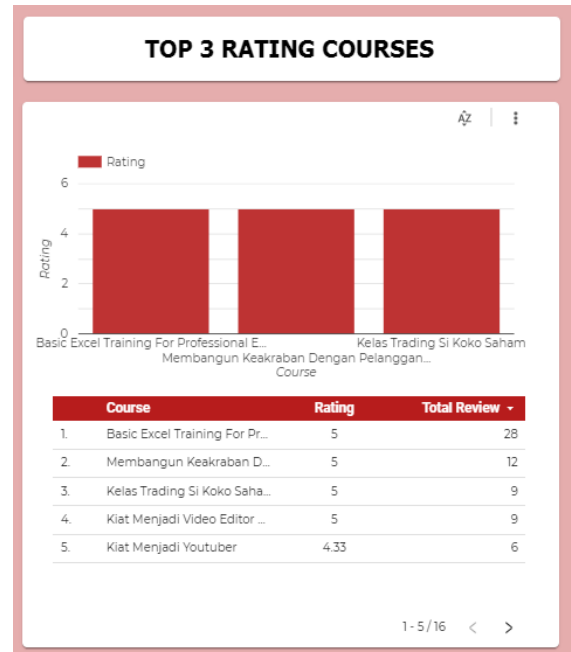 TOP 3 RATING COURSES
AZ
Rating
6
4
2
0
Rating
Basic Excel Training For Professional E...
Kelas Trading Si Koko Saham
Membangun Keakraban Dengan Pelanggan...
Course
Course Rating Total Review
1. Basic Excel Training For Pr... 5 28
2. Membangun Keakraban D... 5 12
3. Kelas Trading Si Koko Saha... 5 9
4. Kiat Menjadi Video Editor ... 5 9
5. Kiat Menjadi Youtuber 4.33 6
1 - 5 / 16 < >